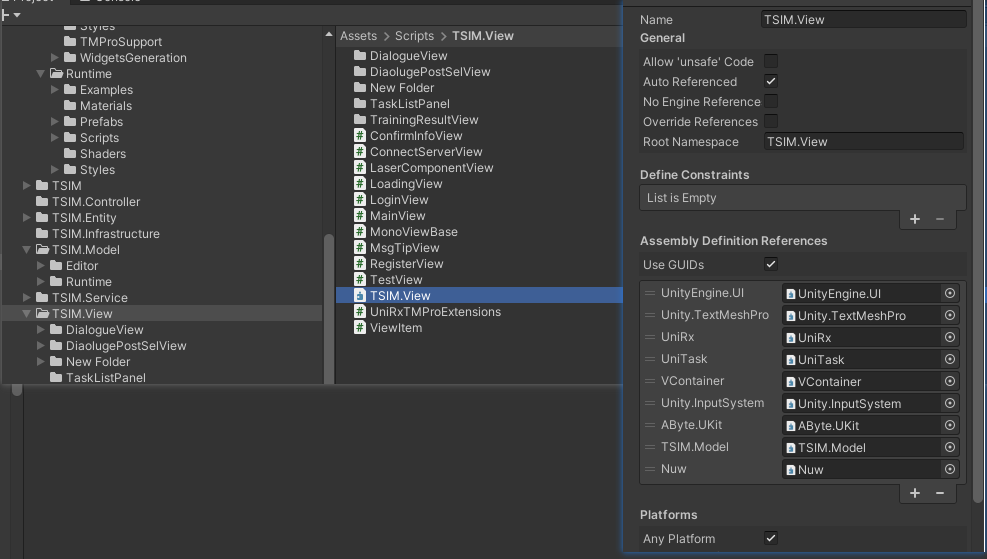 Styles
TMProSupport
WidgetsGeneration
Runtime
Examples
Materials
Prefabs
Scripts
Shaders
Styles
TSIM
TSIM.Controller
TSIM.Entity
TSIM.Infrastructure
TSIM.Model
Editor
Runtime
TSIM.Service
TSIM.View
DialogueView
DiaolugePostSelView
New Folder
TaskListPanel
Assets > Scripts > TSIM.View
DialogueView
DiaolugePostSelView
New Folder
TaskListPanel
TrainingResultView
ConfirmInfoView
ConnectServerView
LaserComponentView
LoadingView
LoginView
MainView
MonoViewBase
MsgTipView
RegisterView
TestView
TSIM.View
UniRxTMProExtensions
ViewItem
Name TSIM.View
General
Allow 'unsafe' Code
Auto Referenced
No Engine Reference
Override References
Root Namespace TSIM.View
Define Constraints
List is Empty
+ −
Assembly Definition References
Use GUIDs
UnityEngine.UI UnityEngine.UI
Unity.TextMeshPro Unity.TextMeshPro
UniRx UniRx
UniTask UniTask
VContainer VContainer
Unity.InputSystem Unity.InputSystem
AByte.UKit AByte.UKit
TSIM.Model TSIM.Model
Nuw Nuw
+ −
Platforms
Any Platform